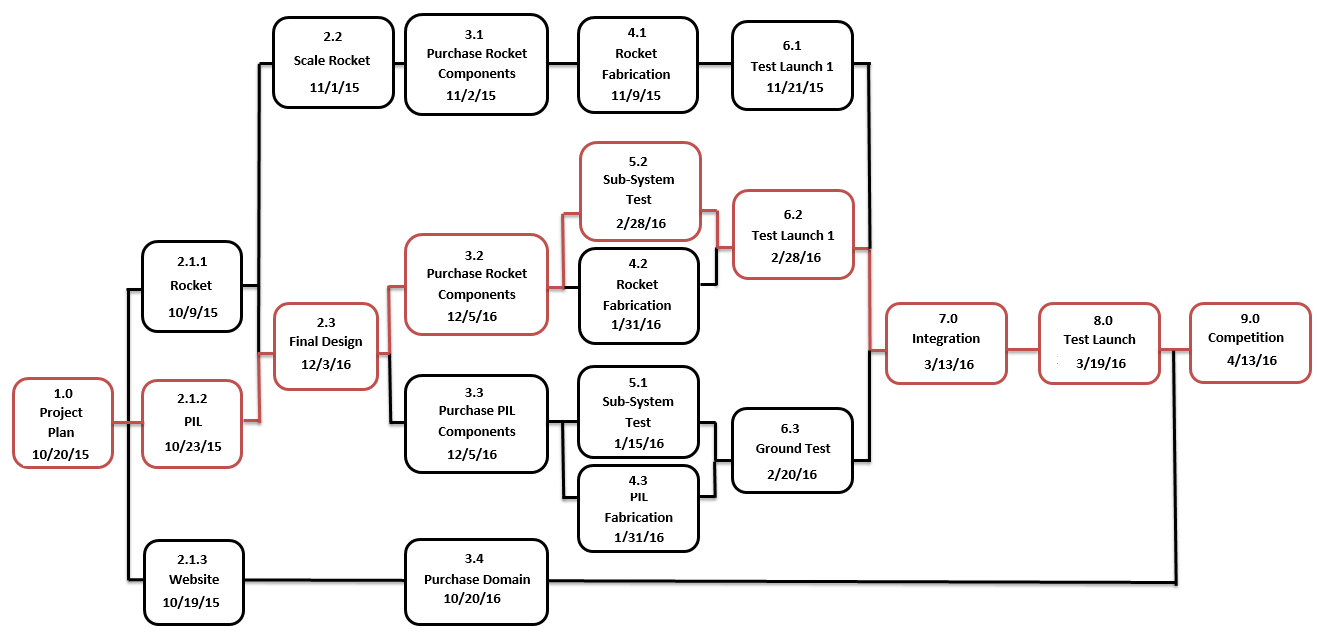 2.2
Scale Rocket
11/1/15
3.1
Purchase Rocket
Components
11/2/15
4.1
Rocket
Fabrication
11/9/15
6.1
Test Launch 1
11/21/15
5.2
Sub-System
Test
2/28/16
6.2
Test Launch 1
2/28/16
2.1.1
Rocket
10/9/15
3.2
Purchase Rocket
Components
12/5/16
4.2
Rocket
Fabrication
1/31/16
2.3
Final Design
12/3/16
7.0
Integration
3/13/16
8.0
Test Launch
3/19/16
9.0
Competition
4/13/16
1.0
Project
Plan
10/20/15
2.1.2
PIL
10/23/15
3.3
Purchase PIL
Components
12/5/16
5.1
Sub-System
Test
1/15/16
6.3
Ground Test
2/20/16
4.3
PIL
Fabrication
1/31/16
2.1.3
Website
10/19/15
3.4
Purchase Domain
10/20/16